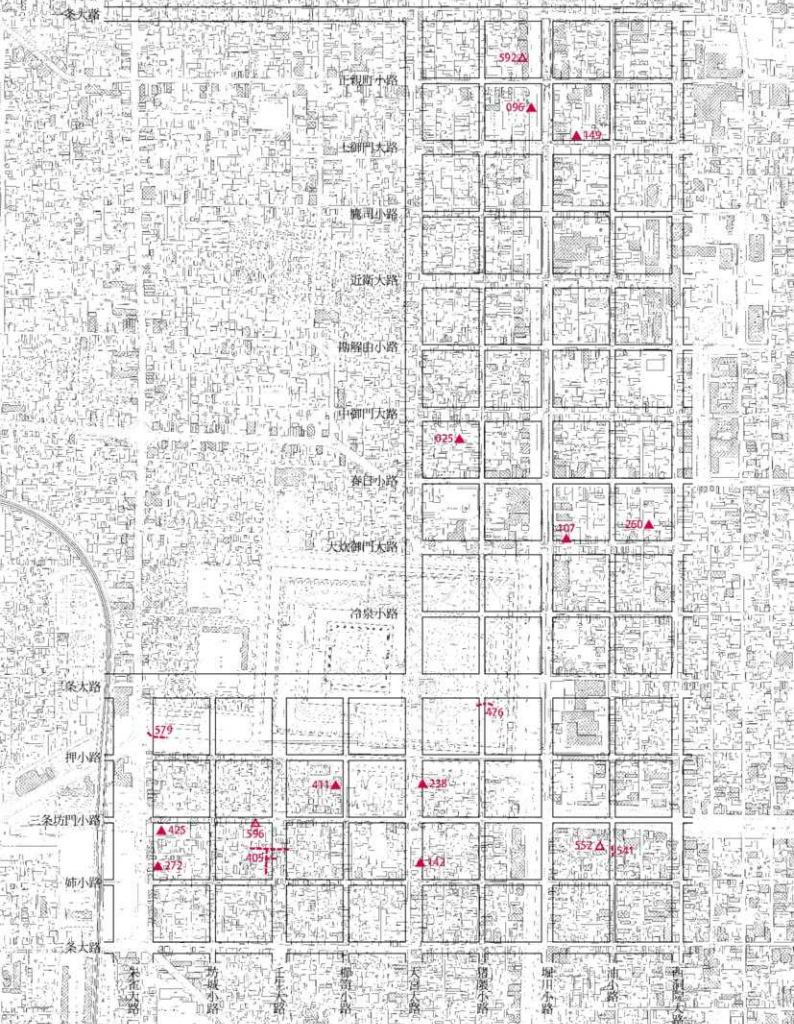 一条大路
592
正親町小路
096
149
土御門大路
鷹司小路
近衛大路
勘解由小路
中御門大路
025
春日小路
260
107
大炊御門大路
冷泉小路
二条大路
476
579
押小路
411
238
三条坊門小路
425
596
552
541
405
272
142
姉小路
条大路
朱雀大路
坊城小路
壬生大路
櫛笥小路
大宮大路
猪隈小路
堀川小路
油小路
西洞院大路